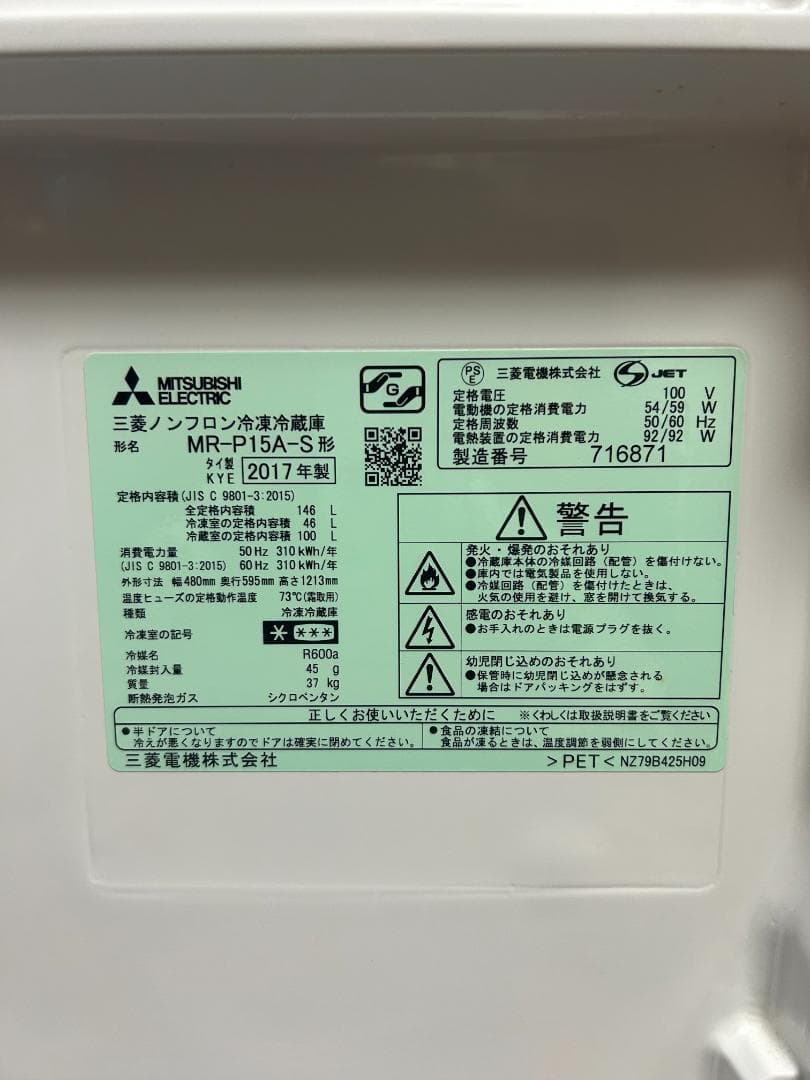 MITSUBISHI
ELECTRIC
三菱ノンフロン冷凍冷蔵庫
形名 MR-P15A-S形
タイ製
KYE
2017年製
G
PS
E
三菱電機株式会社 S JET
定格電圧 100 V
電動機の定格消費電力 54/59 W
定格周波数 50/60 Hz
電熱装置の定格消費電力 92/92 W
製造番号 716871
定格内容積(JIS C 9801-3:2015)
全定格内容積 146 L
冷凍室の定格内容積 46 L
冷蔵室の定格内容積 100 L
消費電力量 50Hz 310kWh/年
(JIS C 9801-3:2015) 60Hz 310kWh/年
外形寸法 幅480mm 奥行595mm 高さ1213mm
温度ヒューズの定格動作温度 73℃(霜取用)
種類 冷凍冷蔵庫
冷凍室の記号 * ***
冷媒名 R600a
冷媒封入量 45 g
質量 37 kg
断熱発泡ガス シクロペンタン
警告
発火・爆発のおそれあり
●冷蔵庫本体の冷媒回路(配管)を傷付けない。
●庫内では電気製品を使用しない。
●冷媒回路(配管)を傷付けたときは、
火気の使用を避け、窓を開けて換気する。
感電のおそれあり
●お手入れのときは電源プラグを抜く。
幼児閉じ込めのおそれあり
●保管時に幼児閉じ込めが懸念される
場合はドアパッキングをはずす。
正しくお使いいただくために ※くわしくは取扱説明書をご覧ください
●半ドアについて
冷えが悪くなりますのでドアは確実に閉めてください。
●食品の凍結について
食品が凍るときは、温度調節を弱側にしてください。
三菱電機株式会社 >PET< NZ79B425H09